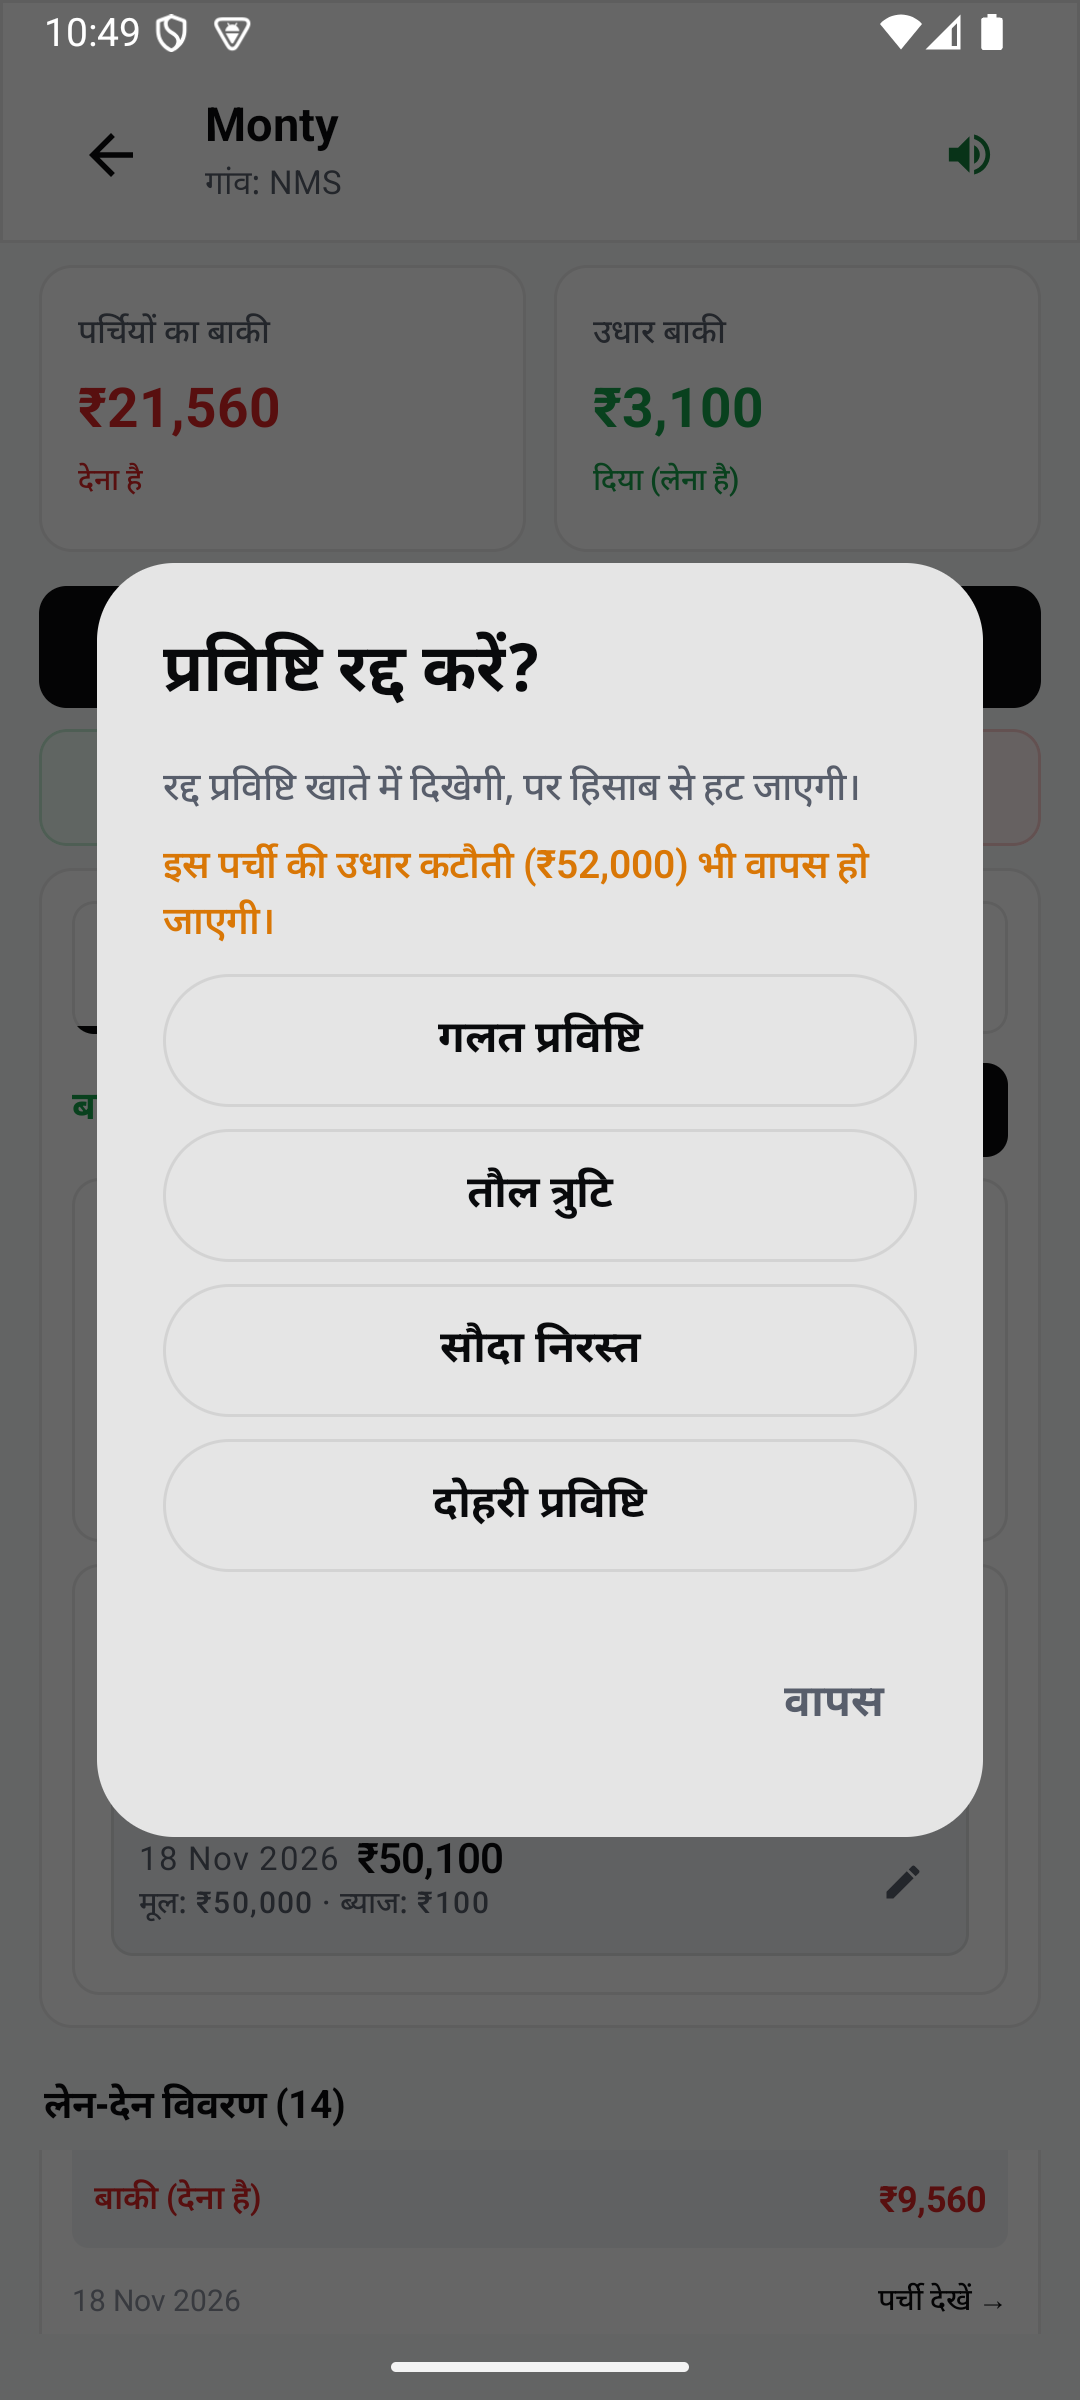 10:49
Monty
गांव: NMS
पर्चियों का बाकी
₹21,560
देना है
उधार बाकी
₹3,100
दिया (लेना है)
प्रविष्टि रद्द करें?
रद्द प्रविष्टि खाते में दिखेगी, पर हिसाब से हट जाएगी।
इस पर्ची की उधार कटौती (₹52,000) भी वापस हो
जाएगी।
गलत प्रविष्टि
तौल त्रुटि
सौदा निरस्त
दोहरी प्रविष्टि
वापस
18 Nov 2026 ₹50,100
मूल: ₹50,000 · ब्याज: ₹100
लेन-देन विवरण (14)
बाकी (देना है) ₹9,560
18 Nov 2026 पर्ची देखें →